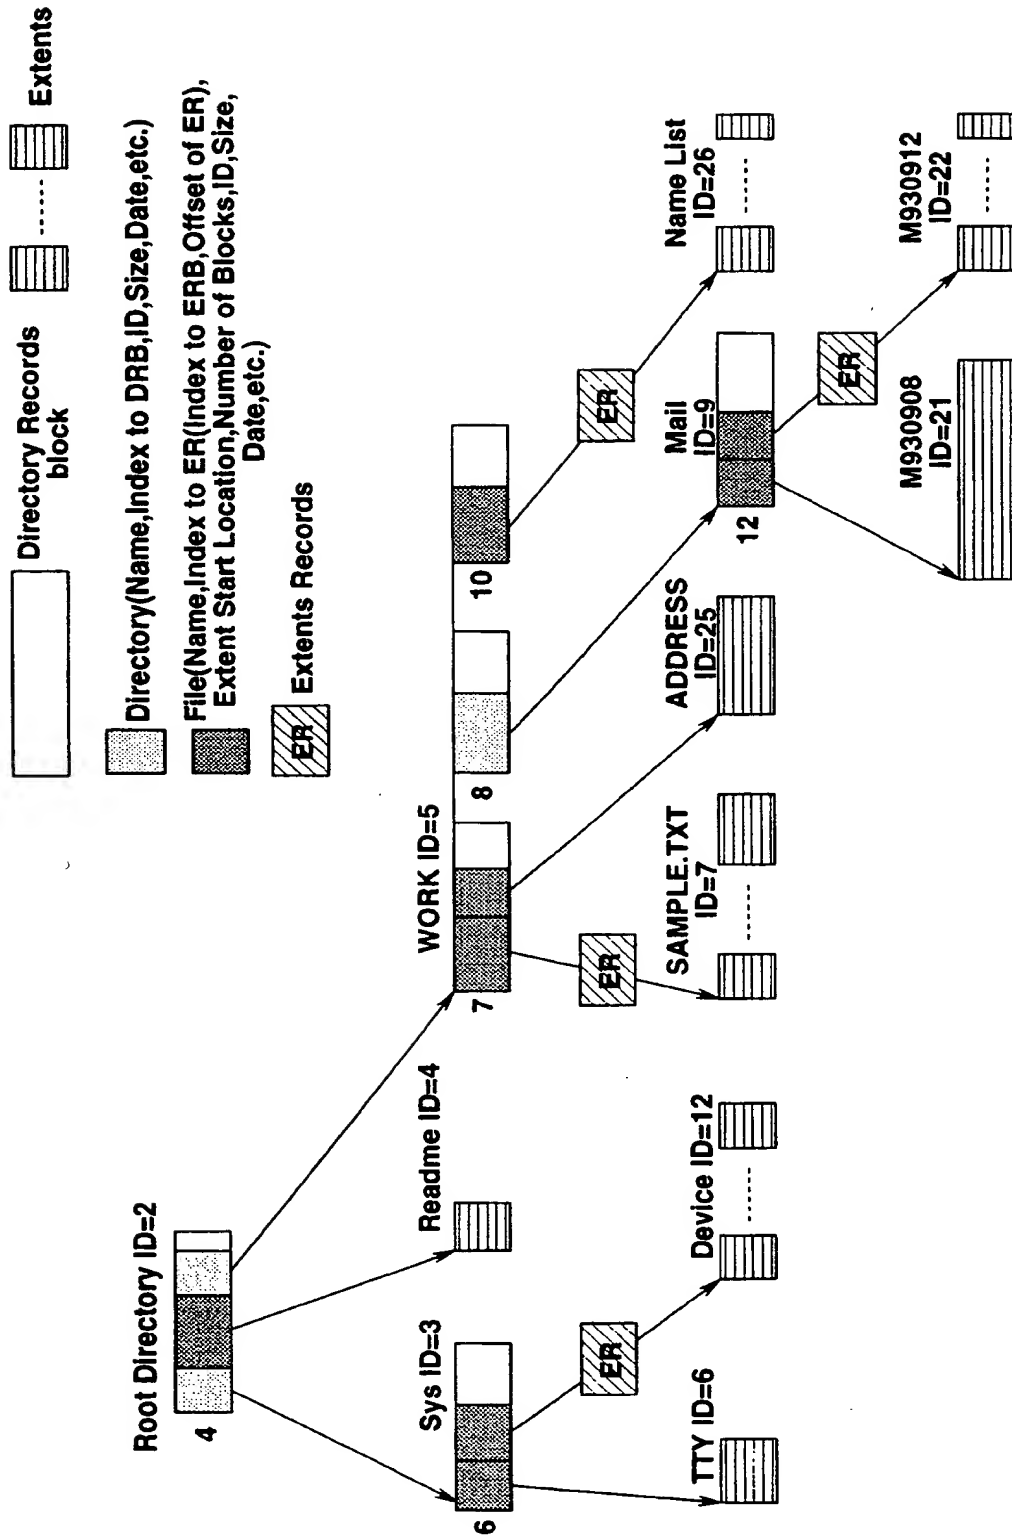 Directory Records
block
Extents
Directory(Name,Index to DRB,ID,Size,Date,etc.)
File(Name,Index to ER(Index to ERB,Offset of ER),
Extent Start Location,Number of Blocks,ID,Size,
Date,etc.)
ER
Extents Records
Root Directory ID=2
4
Sys ID=3
6
Readme ID=4
WORK ID=5
7
8
10
ER
ER
ER
TTY ID=6
Device ID=12
SAMPLE.TXT
ID=7
ADDRESS
ID=25
Mail
ID=9
12
Name List
ID=26
ER
M930908
ID=21
M930912
ID=22